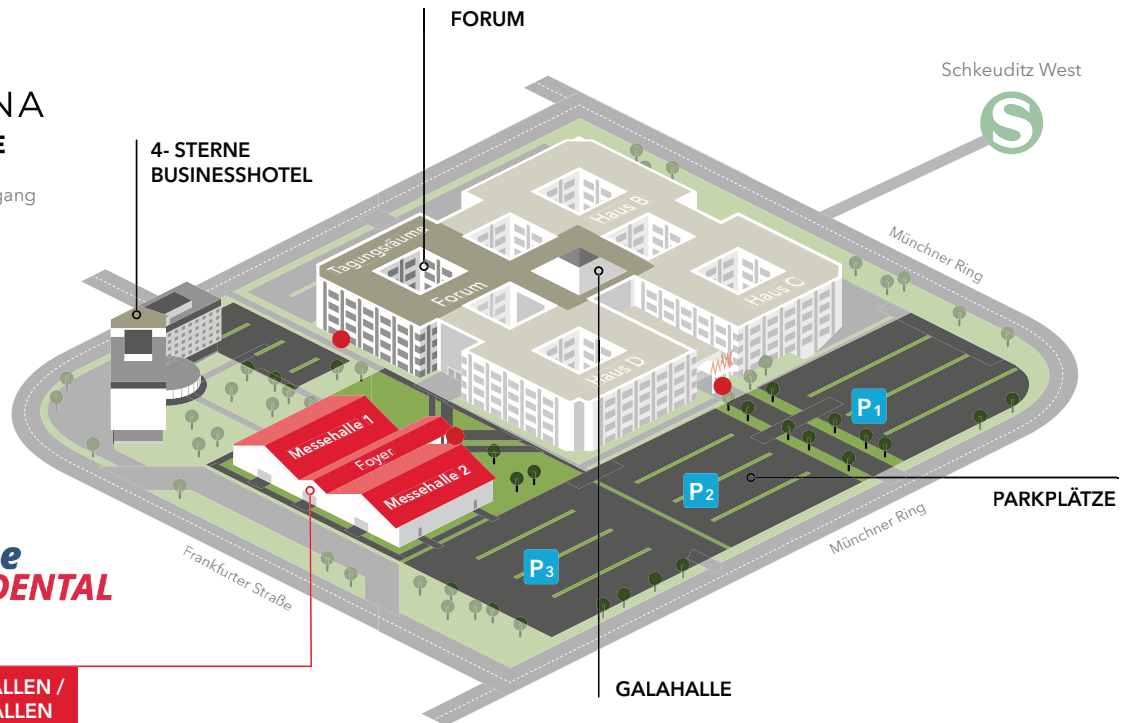 FORUM
Schkeuditz West
S
NA
E
4- STERNE
BUSINESSHOTEL
gang
Haus B
Münchner Ring
Tagungsräume
Forum
Haus C
Haus D
P1
Messehalle 1
Foyer
Messehalle 2
P2
PARKPLÄTZE
Münchner Ring
P3
Frankfurter Straße
e
DENTAL
ALLEN /
ALLEN
GALAHALLE